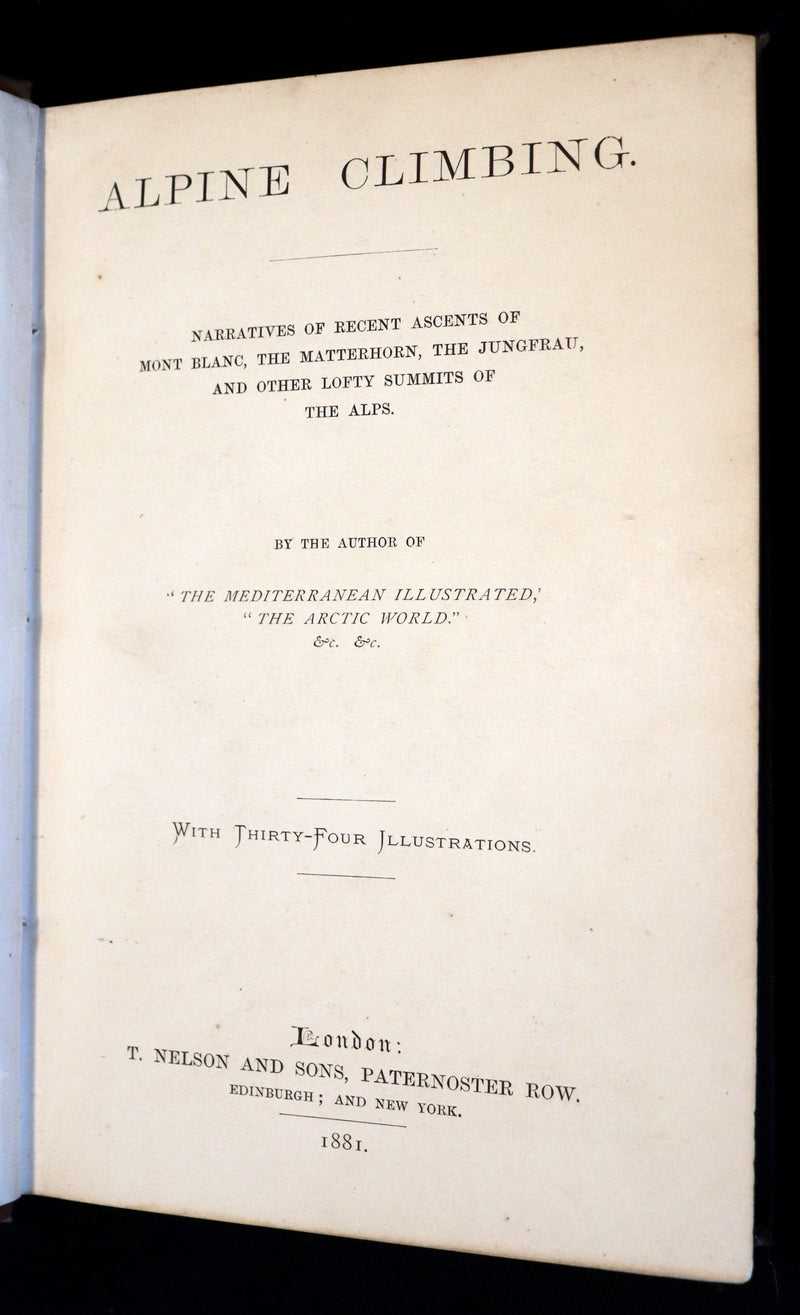 ALPINE CLIMBING.
NARRATIVES OF RECENT ASCENTS OF
MONT BLANC, THE MATTERHORN, THE JUNGFRAU,
AND OTHER LOFTY SUMMITS OF
THE ALPS.
BY THE AUTHOR OF
“ THE MEDITERRANEAN ILLUSTRATED,’
“ THE ARCTIC WORLD.”
&c. &c.
WITH THIRTY-FOUR ILLUSTRATIONS.
London:
T. NELSON AND SONS, PATERNOSTER ROW.
EDINBURGH; AND NEW YORK.
1881.